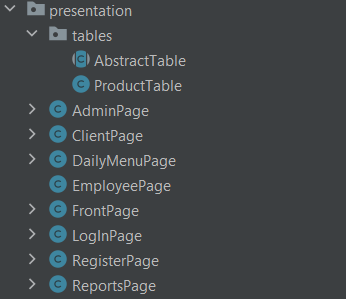 presentation
tables
AbstractTable
ProductTable
AdminPage
ClientPage
DailyMenuPage
EmployeePage
FrontPage
LogInPage
RegisterPage
ReportsPage